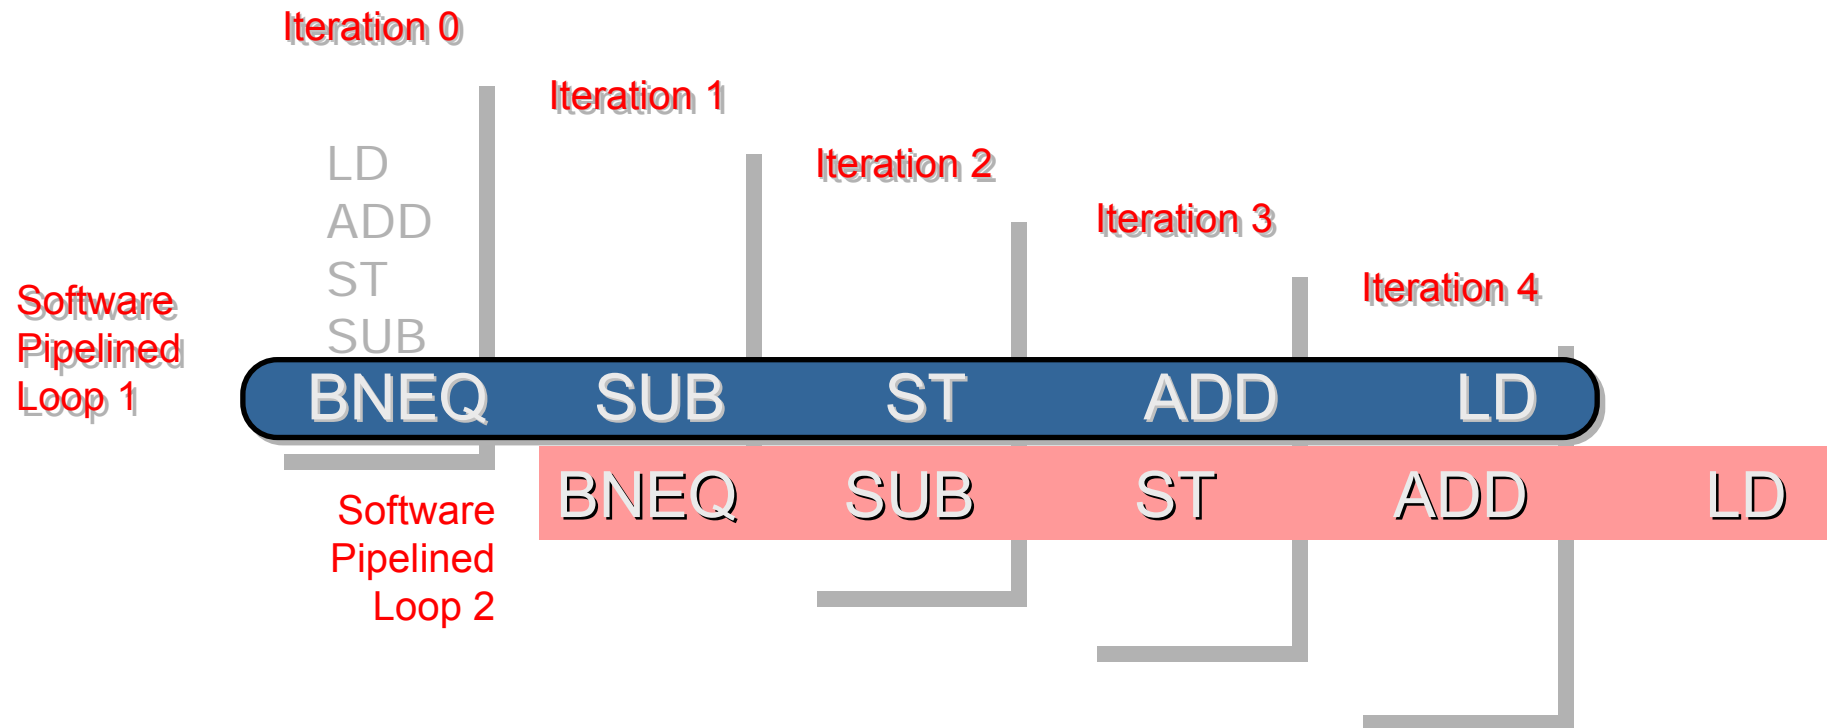 Iteration 0
Iteration 1
Iteration 2
Iteration 3
Iteration 4
LD
ADD
ST
SUB
Software
Pipelined
Loop 1
BNEQ SUB ST ADD LD
BNEQ SUB ST ADD LD
Software
Pipelined
Loop 2